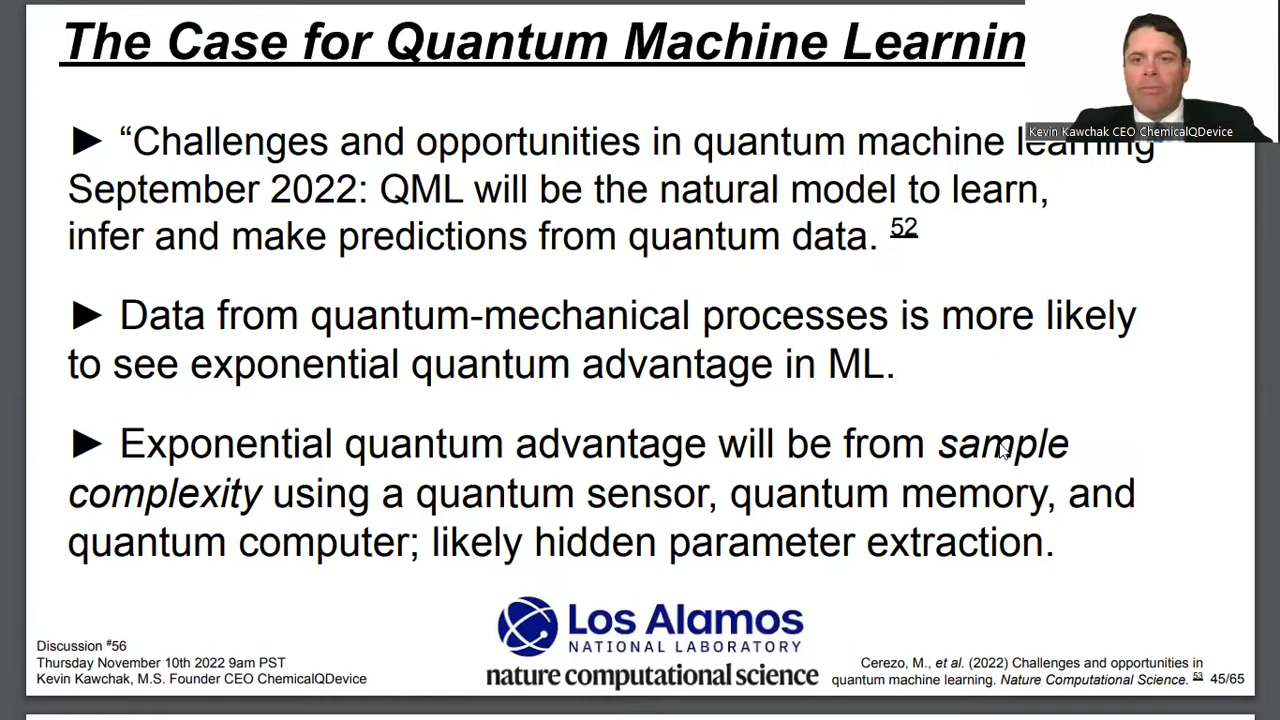 The Case for Quantum Machine Learnin
Kevin Kawchak CEO ChemicalQDevice
► “Challenges and opportunities in quantum machine learning”
September 2022: QML will be the natural model to learn,
infer and make predictions from quantum data. 52
► Data from quantum-mechanical processes is more likely
to see exponential quantum advantage in ML.
► Exponential quantum advantage will be from sample
complexity using a quantum sensor, quantum memory, and
quantum computer; likely hidden parameter extraction.
Los Alamos
NATIONAL LABORATORY
nature computational science
Discussion #56
Thursday November 10th 2022 9am PST
Kevin Kawchak, M.S. Founder CEO ChemicalQDevice
Cerezo, M., et al. (2022) Challenges and opportunities in
quantum machine learning. Nature Computational Science. 53 45/65